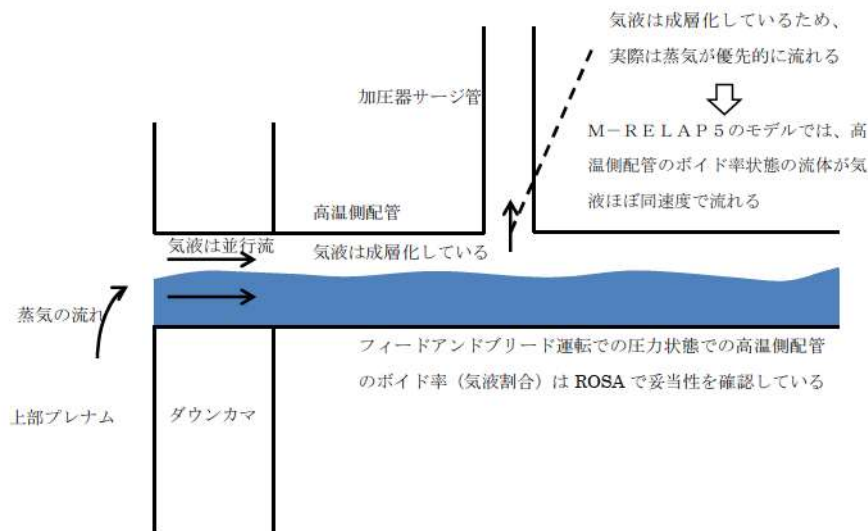 気液は成層化しているため、
実際は蒸気が優先的に流れる
加圧器サージ管
M-RELAP5のモデルでは、高
温側配管のボイド率状態の流体が気
液ほぼ同速度で流れる
高温側配管
気液は並行流
気液は成層化している
蒸気の流れ
フィードアンドブリード運転での圧力状態での高温側配管
のボイド率（気液割合）は ROSA で妥当性を確認している
上部プレナム
ダウンカマ